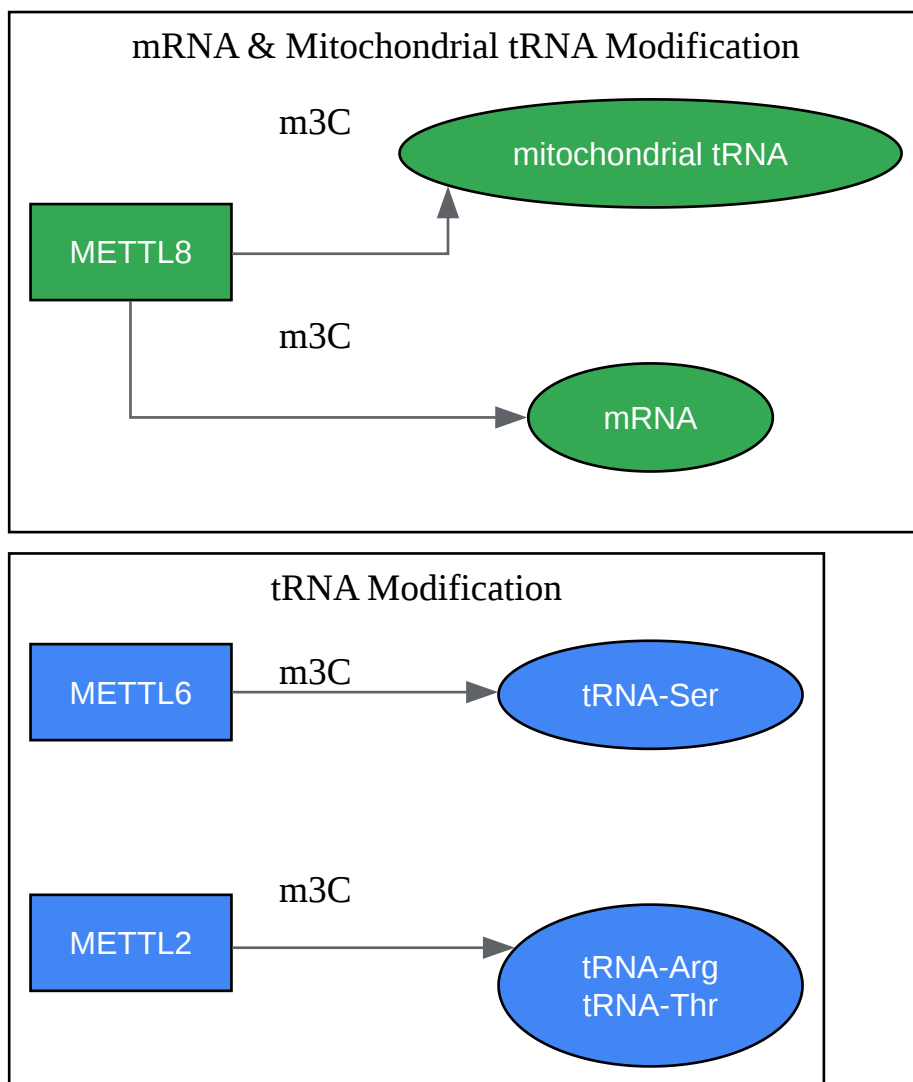 mRNA & Mitochondrial tRNA Modification
m3C
mitochondrial tRNA
METTL8
m3C
mRNA
tRNA Modification
METTL6
m3C
tRNA-Ser
METTL2
m3C
tRNA-Arg
tRNA-Thr